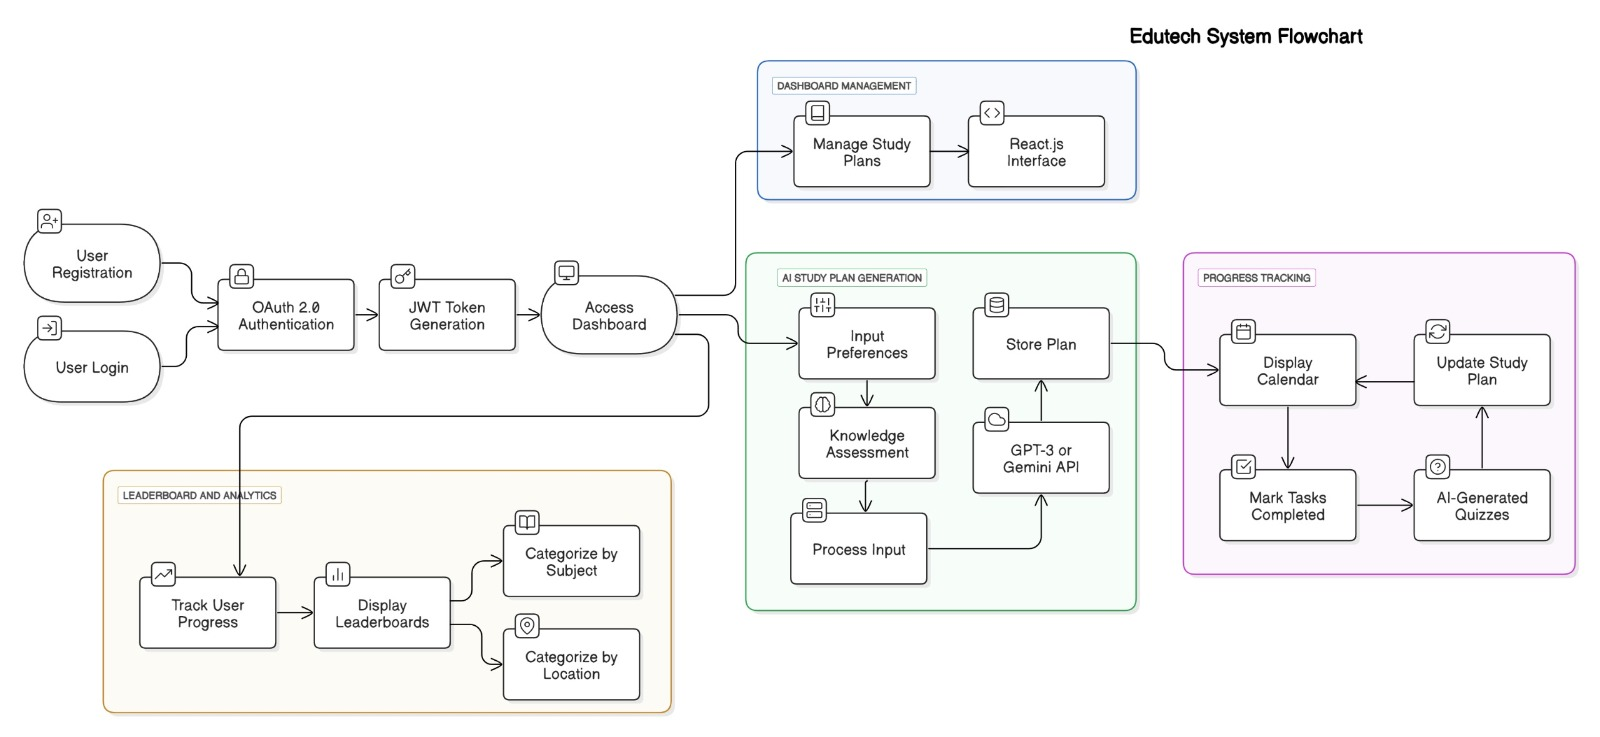 Edutech System Flowchart
DASHBOARD MANAGEMENT
Manage Study
Plans
React.js
Interface
User
Registration
User Login
OAuth 2.0
Authentication
JWT Token
Generation
Access
Dashboard
AI STUDY PLAN GENERATION
Input
Preferences
Knowledge
Assessment
Process Input
GPT-3 or
Gemini API
Store Plan
PROGRESS TRACKING
Display
Calendar
Mark Tasks
Completed
AI-Generated
Quizzes
Update Study
Plan
LEADERBOARD AND ANALYTICS
Track User
Progress
Display
Leaderboards
Categorize by
Subject
Categorize by
Location